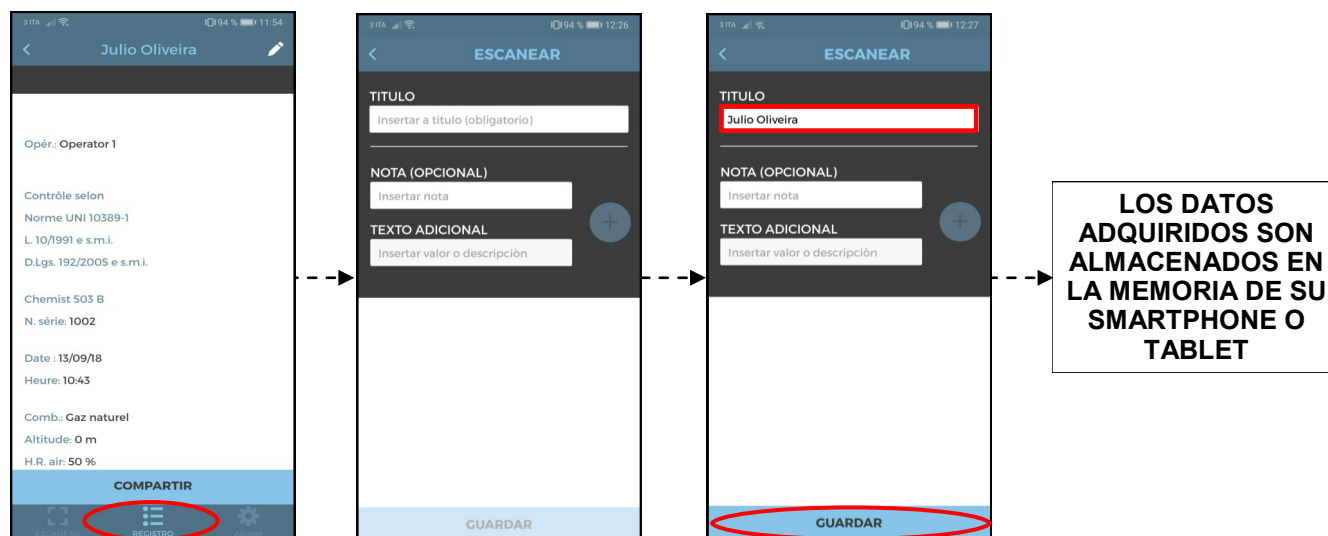 3 ITA 94 % 11:54
Julio Oliveira
Opér.: Operator 1
Contrôle selon
Norme UNI 10389-1
L. 10/1991 e s.m.i.
D.Lgs. 192/2005 e s.m.i.
Chemist 503 B
N. série: 1002
Date : 13/09/18
Heure: 10:43
Comb.: Gaz naturel
Altitude: 0 m
H.R. air: 50 %
COMPARTIR
ESCANEAR REGISTRO
3 ITA 94 % 12:26
ESCANEAR
TITULO
Insertar a titulo (obligatorio)
NOTA (OPCIONAL)
Insertar nota
TEXTO ADICIONAL
Insertar valor o descripciòn
GUARDAR
3 ITA 94 % 12:27
ESCANEAR
TITULO
Julio Oliveira
NOTA (OPCIONAL)
Insertar nota
TEXTO ADICIONAL
Insertar valor o descripciòn
GUARDAR
LOS DATOS
ADQUIRIDOS SON
ALMACENADOS EN
LA MEMORIA DE SU
SMARTPHONE O
TABLET